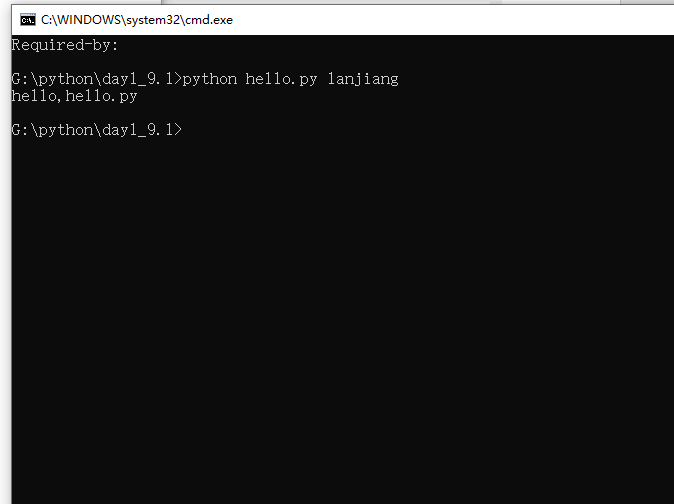 C:\WINDOWS\system32\cmd.exe
Required-by:
G:\python\day1_9.1>python hello.py lanjiang
hello,hello.py
G:\python\day1_9.1>